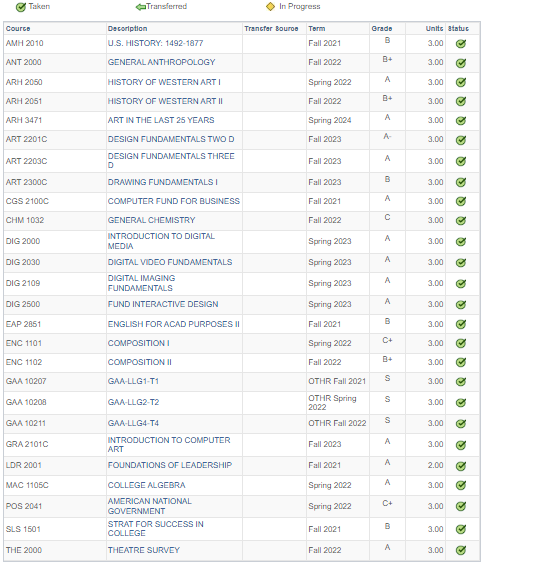 Taken Transferred In Progress
Course Description Transfer Source Term Grade Units Status
AMH 2010 U.S. HISTORY: 1492-1877 Fall 2021 B 3.00
ANT 2000 GENERAL ANTHROPOLOGY Fall 2022 B+ 3.00
ARH 2050 HISTORY OF WESTERN ART I Spring 2022 A 3.00
ARH 2051 HISTORY OF WESTERN ART II Fall 2022 B+ 3.00
ARH 3471 ART IN THE LAST 25 YEARS Spring 2024 A 3.00
ART 2201C DESIGN FUNDAMENTALS TWO D Fall 2023 A- 3.00
ART 2203C DESIGN FUNDAMENTALS THREE D Fall 2023 A 3.00
ART 2300C DRAWING FUNDAMENTALS I Fall 2023 B 3.00
CGS 2100C COMPUTER FUND FOR BUSINESS Fall 2021 A 3.00
CHM 1032 GENERAL CHEMISTRY Fall 2022 C 3.00
DIG 2000 INTRODUCTION TO DIGITAL MEDIA Spring 2023 A 3.00
DIG 2030 DIGITAL VIDEO FUNDAMENTALS Spring 2023 A 3.00
DIG 2109 DIGITAL IMAGING FUNDAMENTALS Spring 2023 A 3.00
DIG 2500 FUND INTERACTIVE DESIGN Spring 2023 A 3.00
EAP 2851 ENGLISH FOR ACAD PURPOSES II Fall 2021 B 3.00
ENC 1101 COMPOSITION I Spring 2022 C+ 3.00
ENC 1102 COMPOSITION II Fall 2022 B+ 3.00
GAA 10207 GAA-LLG1-T1 OTHR Fall 2021 S 3.00
GAA 10208 GAA-LLG2-T2 OTHR Spring 2022 S 3.00
GAA 10211 GAA-LLG4-T4 OTHR Fall 2022 S 3.00
GRA 2101C INTRODUCTION TO COMPUTER ART Fall 2023 A 3.00
LDR 2001 FOUNDATIONS OF LEADERSHIP Fall 2021 A 2.00
MAC 1105C COLLEGE ALGEBRA Spring 2022 A 3.00
POS 2041 AMERICAN NATIONAL GOVERNMENT Spring 2022 C+ 3.00
SLS 1501 STRAT FOR SUCCESS IN COLLEGE Fall 2021 B 3.00
THE 2000 THEATRE SURVEY Fall 2022 A 3.00